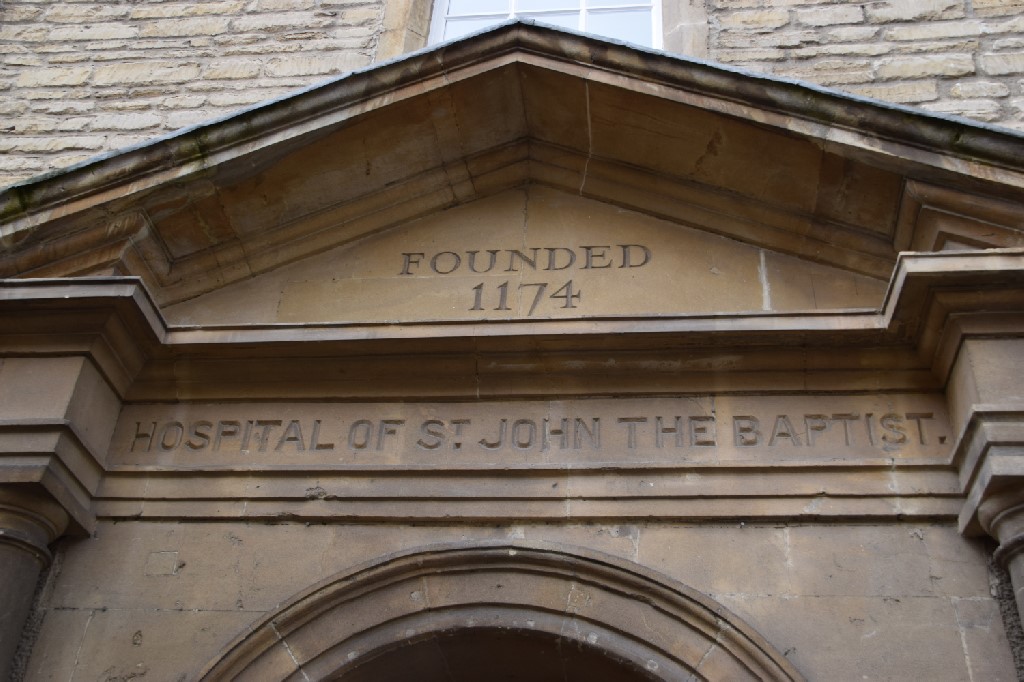 FOUNDED
1174
HOSPITAL OF ST. JOHN THE BAPTIST.